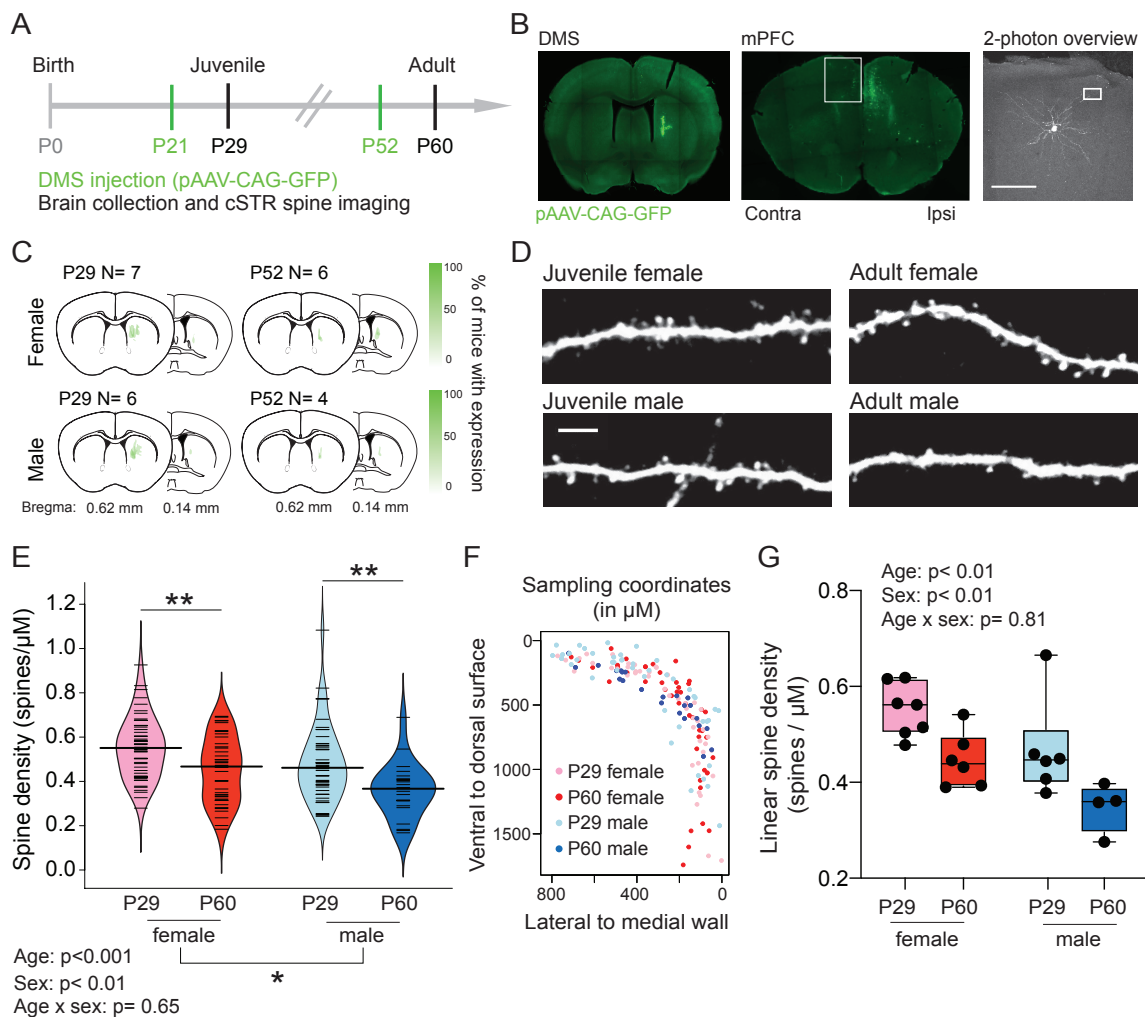 A
Birth
Juvenile
Adult
P0
P21
P29
P52
P60
DMS injection (pAAV-CAG-GFP)
Brain collection and cSTR spine imaging
B
DMS
mPFC
2-photon overview
pAAV-CAG-GFP
Contra
Ipsi
C
P29 N= 7
P52 N= 6
Female
P29 N= 6
P52 N= 4
Male
Bregma:
0.62 mm
0.14 mm
0.62 mm
0.14 mm
100
50
0
100
50
0
% of mice with expression
D
Juvenile female
Adult female
Juvenile male
Adult male
E
Spine density (spines/µM)
1.2
1.0
0.8
0.6
0.4
0.2
0.0
**
**
P29
P60
P29
P60
female
male
*
Age: p<0.001
Sex: p< 0.01
Age x sex: p= 0.65
F
Sampling coordinates
(in µM)
Ventral to dorsal surface
0
500
1000
1500
P29 female
P60 female
P29 male
P60 male
800
400
0
Lateral to medial wall
G
Age: p< 0.01
Sex: p< 0.01
Age x sex: p= 0.81
Linear spine density
(spines / µM)
0.8
0.6
0.4
0.2
P29
P60
P29
P60
female
male